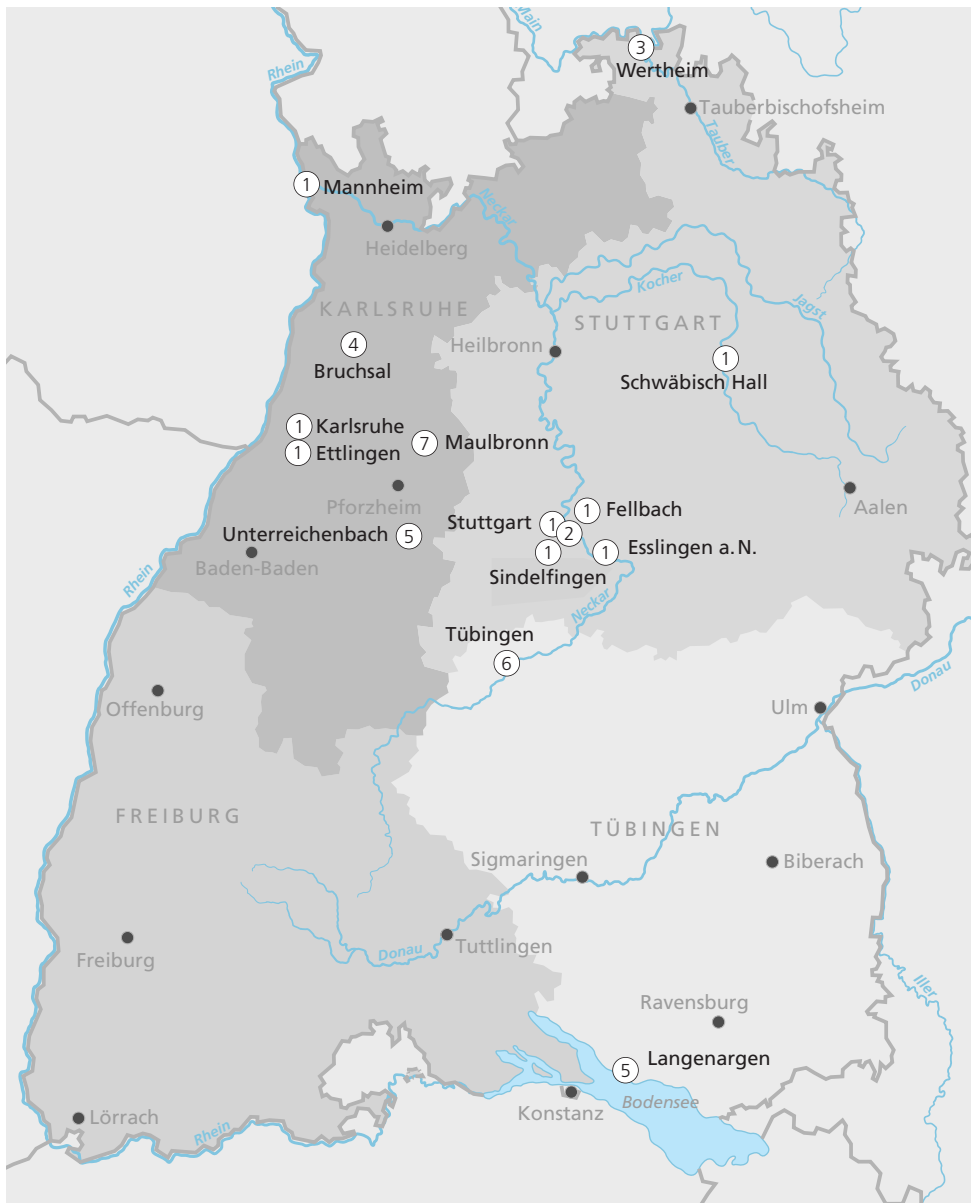 Main
Rhein
3
Wertheim
Tauberbischofsheim
Tauber
1
Mannheim
Neckar
Heidelberg
Kocher
Jagst
KARLSRUHE
STUTTGART
4
Bruchsal
Heilbronn
1
Schwäbisch Hall
1
Karlsruhe
1
Ettlingen
7
Maulbronn
Pforzheim
Aalen
Unterreichenbach
5
Stuttgart
1
2
1
Fellbach
1
Sindelfingen
1
Esslingen a. N.
Baden-Baden
Rhein
Neckar
Tübingen
6
Offenburg
Ulm
Donau
FREIBURG
TÜBINGEN
Sigmaringen
Biberach
Freiburg
Donau
Tuttlingen
Iller
Ravensburg
5
Langenargen
Bodensee
Konstanz
Lörrach
Rhein